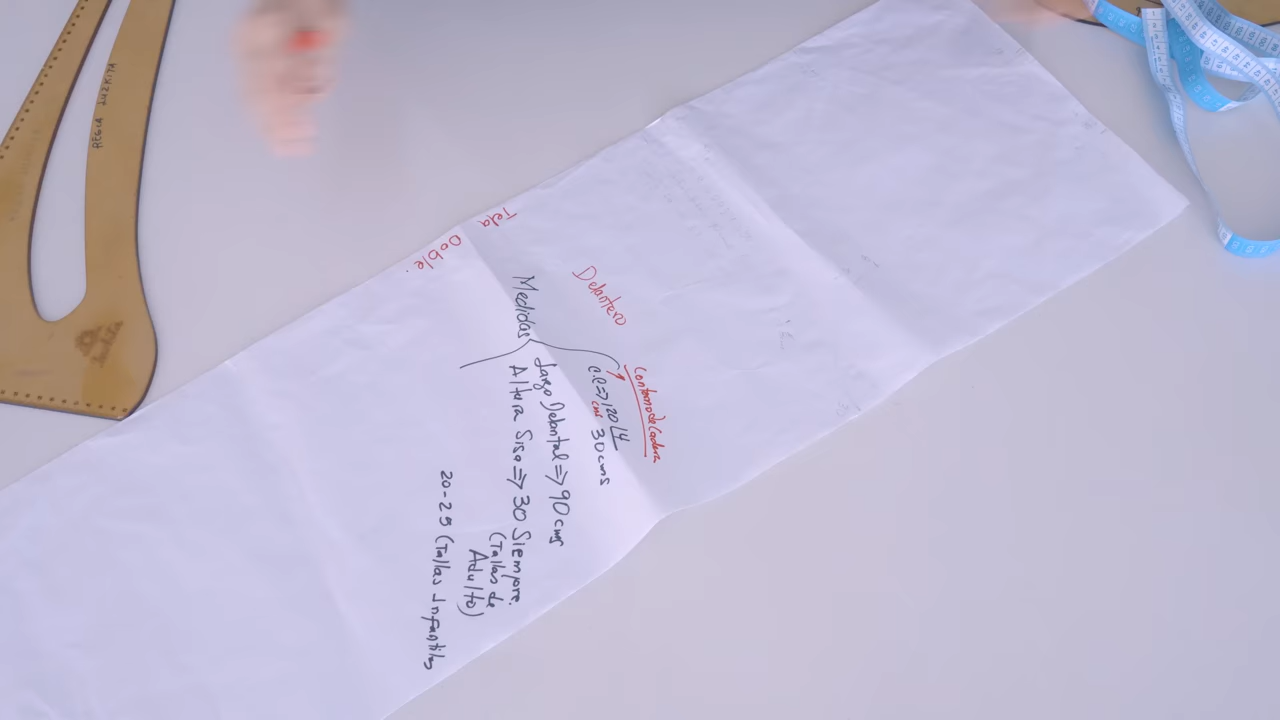 Tela
Doble.
Delantero
Contorno de Cadera
Medidas
C.C => 120 /4
cms 30 cms
Largo Delantal => 90 cms
Altura Sisa => 30 Siempre.
(Tallas de
Adulto)
20-25 (Tallas Infantiles
REGLA